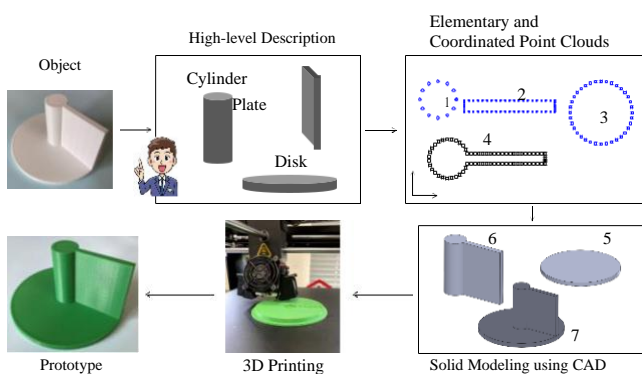 Object
High-level Description
Elementary and
Coordinated Point Clouds
Cylinder
Plate
Disk
1
2
3
4
5
6
7
Prototype
3D Printing
Solid Modeling using CAD